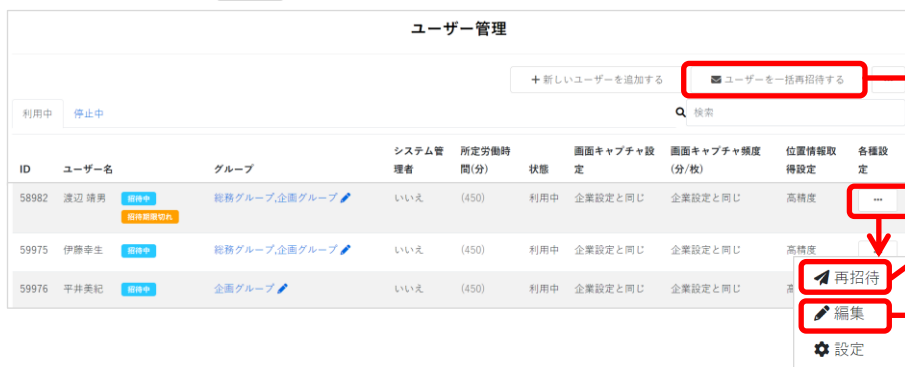 ユーザー管理
+ 新しいユーザーを追加する
ユーザーを一括再招待する
利用中 停止中
検索
ID ユーザー名 グループ システム管理者 所定労働時間(分) 状態 画面キャプチャ設定 画面キャプチャ頻度(分/枚) 位置情報取得設定 各種設定
58982 渡辺 靖男 招待中 招待期限切れ 総務グループ,企画グループ いいえ (450) 利用中 企業設定と同じ 企業設定と同じ 高精度 ...
59975 伊藤幸生 招待中 総務グループ,企画グループ いいえ (450) 利用中 企業設定と同じ 企業設定と同じ 高精度
59976 平井美紀 招待中 企画グループ いいえ (450) 利用中 企業設定と同じ 企業設定と同じ
再招待
編集
設定